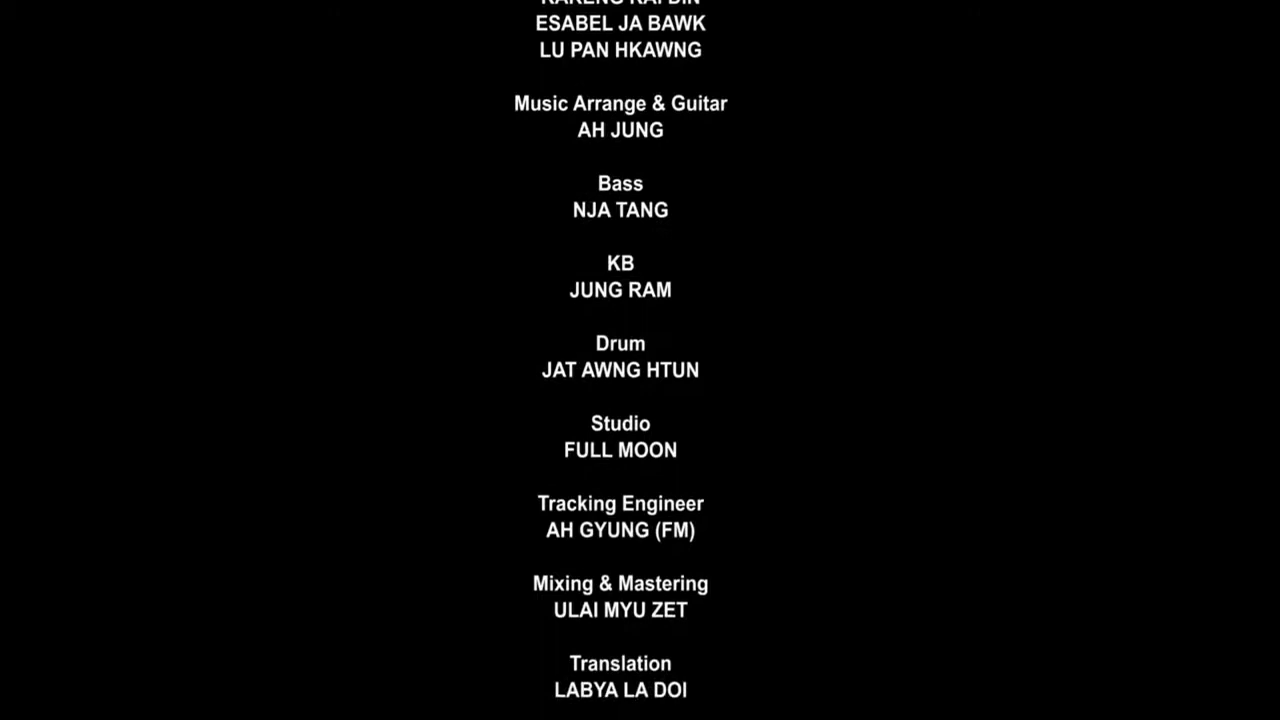 ESABEL JA BAWK
LU PAN HKAWNG
Music Arrange & Guitar
AH JUNG
Bass
NJA TANG
KB
JUNG RAM
Drum
JAT AWNG HTUN
Studio
FULL MOON
Tracking Engineer
AH GYUNG (FM)
Mixing & Mastering
ULAI MYU ZET
Translation
LABYA LA DOI